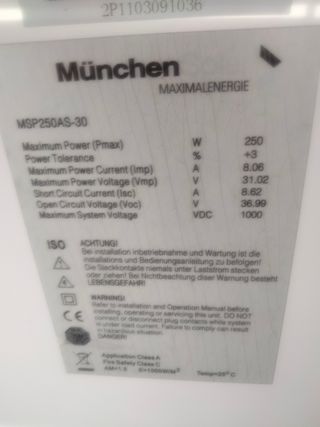 2P1103091036
München
MAXIMALENERGIE
MSP250AS-30
Maximum Power (Pmax) W 250
Power Tolerance % +3
Maximum Power Current (Imp) A 8.06
Maximum Power Voltage (Vmp) V 31.02
Short Circuit Current (Isc) A 8.62
Open Circuit Voltage (Voc) V 36.99
Maximum System Voltage VDC 1000
ISO ACHTUNG!
Bei installation inbetriebnahme und Wartung ist die
installations und Bedienungsanleitung zu befolgen!
Die Steckkontakte niemals unter Laststrom stecken
oder ziehen! Bei Nichtbeachtung dieser Warnung besteht
LEBENSGEFAHR!
WARNING!
Refer to installation and Operation Manual before
installing, operating or servicing this unit. DO NOT
connect or disconnect plug contacts while system
is under load current. Failure to comply can result
in hazardous situation.
DANGER!
CE
Application Class A
Fire Safety Class C
AM=1.5 E=1000W/M² Temp=25°C